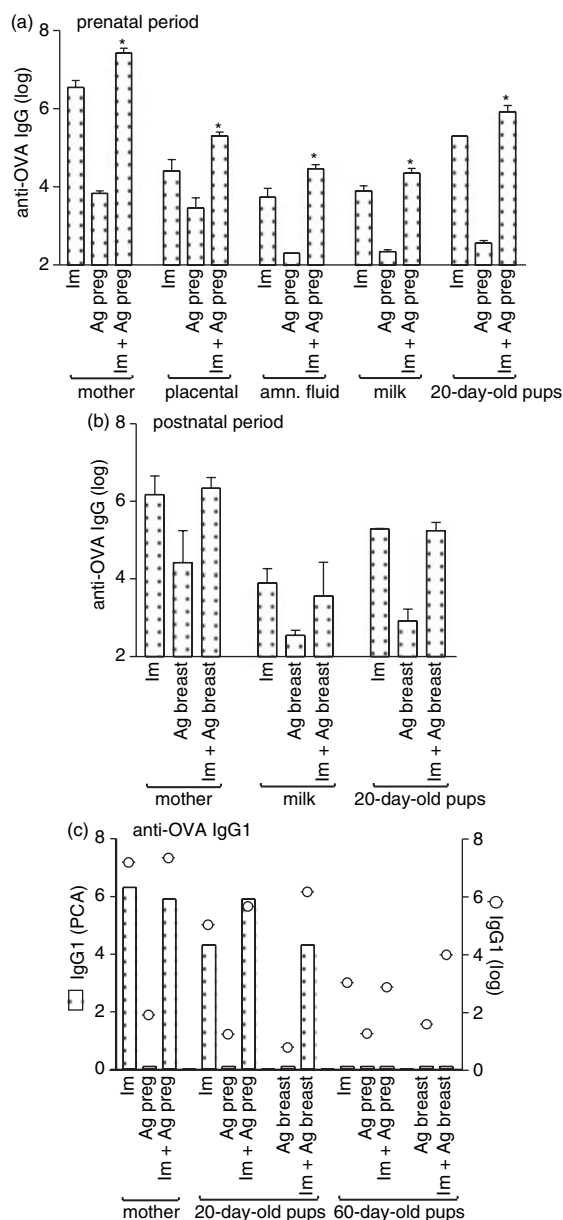 (a) prenatal period
anti-OVA IgG (log)
8
6
4
2
Im
Ag preg
Im + Ag preg
Im
Ag preg
Im + Ag preg
Im
Ag preg
Im + Ag preg
Im
Ag preg
Im + Ag preg
Im
Ag preg
Im + Ag preg
* * * * *
mother placental amn. fluid milk 20-day-old pups
(b) postnatal period
anti-OVA IgG (log)
8
6
4
2
Im
Ag breast
Im + Ag breast
Im
Ag breast
Im + Ag breast
Im
Ag breast
Im + Ag breast
mother milk 20-day-old pups
(c) anti-OVA IgG1
IgG1 (PCA)
8
6
4
2
0
8
6
4
2
0
IgG1 (log)
Im
Ag preg
Im + Ag preg
Im
Ag preg
Im + Ag preg
Ag breast
Im + Ag breast
Im
Ag preg
Im + Ag preg
Ag breast
Im + Ag breast
mother 20-day-old pups 60-day-old pups